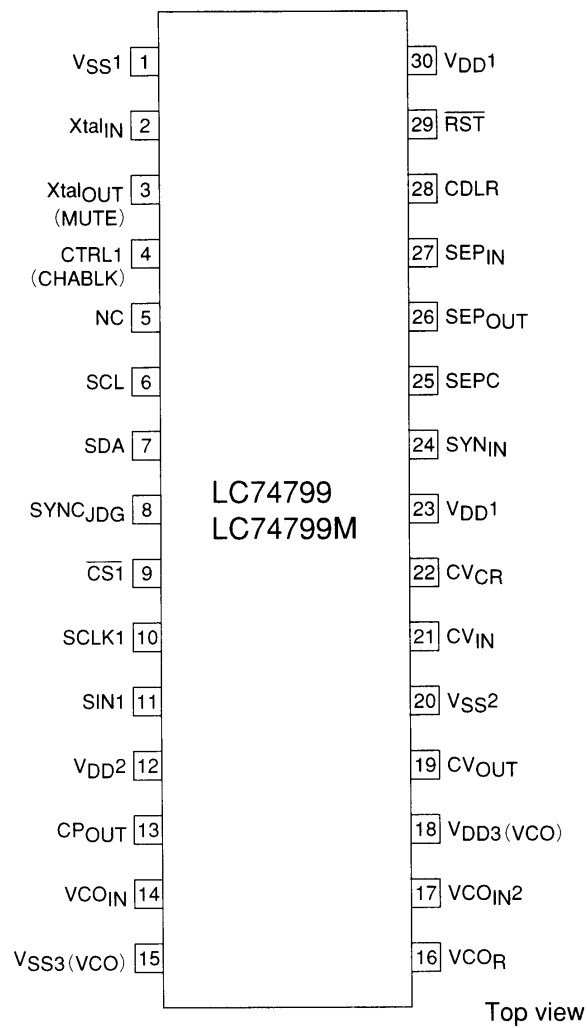 VSS1 1
XtalIN 2
XtalOUT 3
(MUTE)
CTRL1 4
(CHABLK)
NC 5
SCL 6
SDA 7
SYNCJDG 8
CS1 9
SCLK1 10
SIN1 11
VDD2 12
CPOUT 13
VCOIN 14
VSS3(VCO) 15
LC74799
LC74799M
30 VDD1
29 RST
28 CDLR
27 SEPIN
26 SEPOUT
25 SEPC
24 SYNIN
23 VDD1
22 CVCR
21 CVIN
20 VSS2
19 CVOUT
18 VDD3(VCO)
17 VCOIN2
16 VCOR
Top view